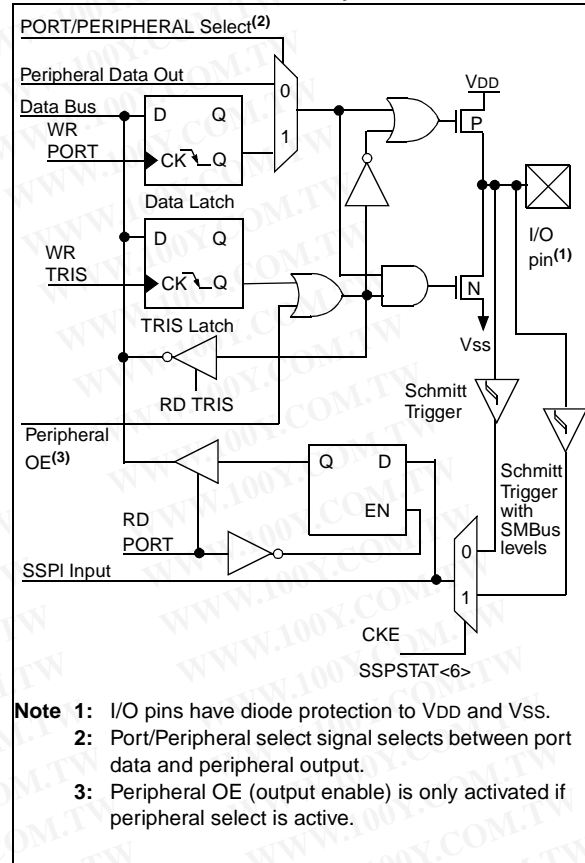 PORT/PERIPHERAL Select(2)
Peripheral Data Out
Data Bus
WR
PORT
D Q
CK Q
Data Latch
0
1
VDD
P
I/O
pin(1)
WR
TRIS
D Q
CK Q
TRIS Latch
N
VSS
RD TRIS
Schmitt
Trigger
Peripheral
OE(3)
Q D
EN
Schmitt
Trigger
with
SMBus
levels
RD
PORT
SSPI Input
0
1
CKE
SSPSTAT<6>
Note 1: I/O pins have diode protection to VDD and VSS.
2: Port/Peripheral select signal selects between port
data and peripheral output.
3: Peripheral OE (output enable) is only activated if
peripheral select is active.
WWW.100Y.COM.TW